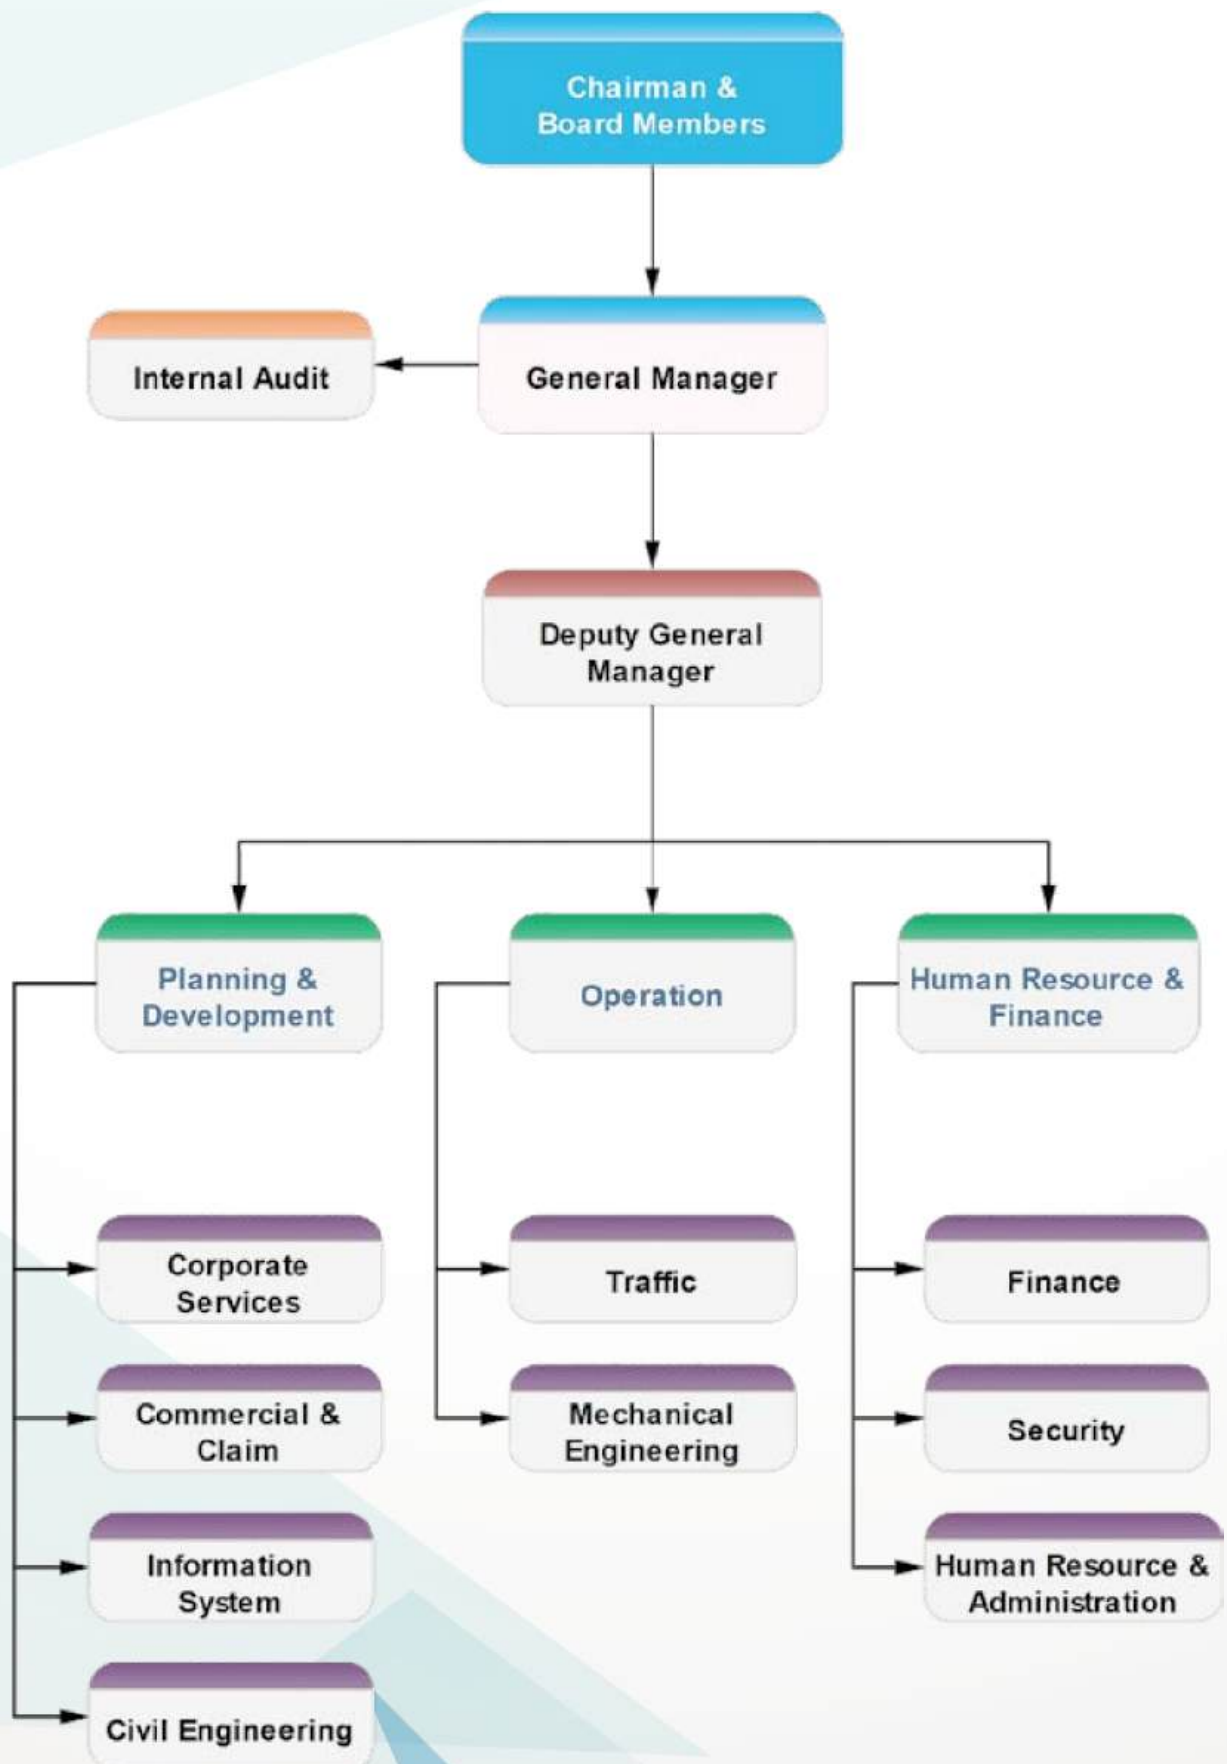 Chairman &
Board Members
Internal Audit
General Manager
Deputy General
Manager
Planning &
Development
Operation
Human Resource &
Finance
Corporate
Services
Traffic
Finance
Commercial &
Claim
Mechanical
Engineering
Security
Information
System
Human Resource &
Administration
Civil Engineering